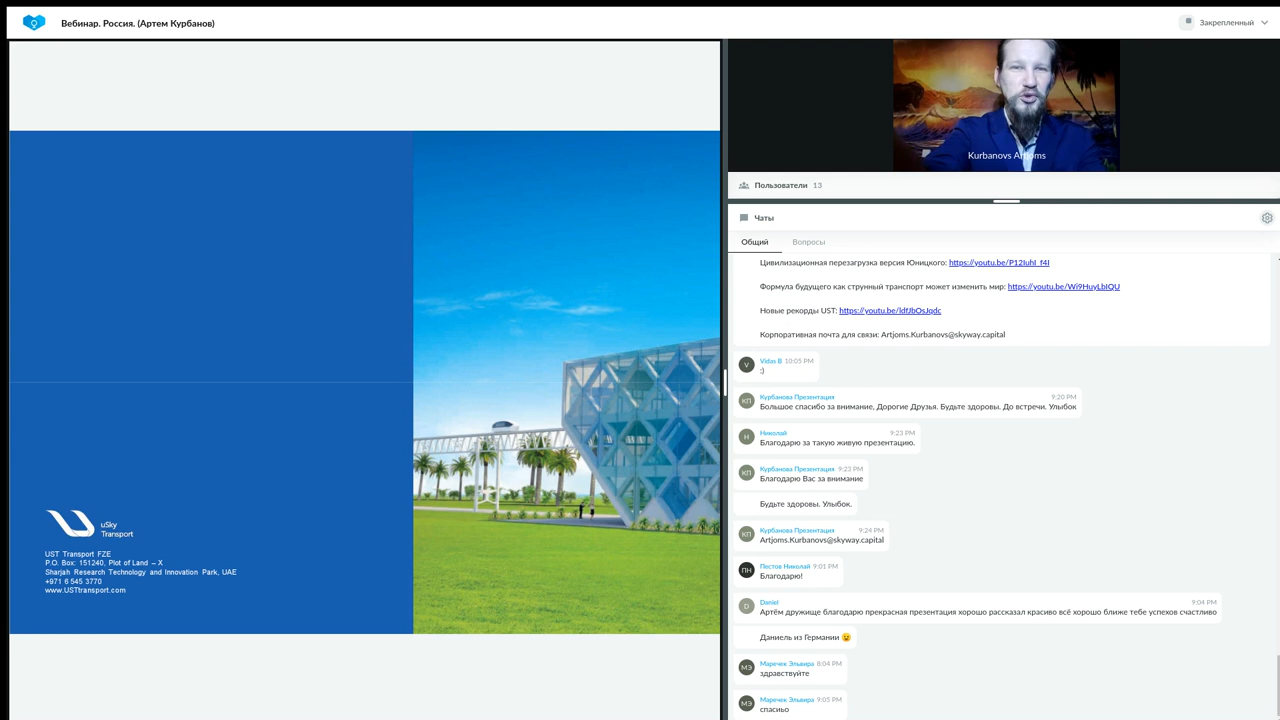 Вебинар. Россия. (Артем Курбанов)
Закрепленный
uSky
Transport
UST Transport FZE
P.O. Box: 151240, Plot of Land – X
Sharjah Research Technology and Innovation Park, UAE
+971 6 545 3770
www.USTtransport.com
Kurbanovs Artjoms
Пользователи 13
Чаты
Общий Вопросы
Цивилизационная перезагрузка версия Юницкого: https://youtu.be/P12Iuhl_f4I
Формула будущего как струнный транспорт может изменить мир: https://youtu.be/Wi9HuyLbIQU
Новые рекорды UST: https://youtu.be/ldfJbOsJqdc
Корпоративная почта для связи: Artjoms.Kurbanovs@skyway.capital
V
Vidas B 10:05 PM
:)
КП
Курбанова Презентация 9:20 PM
Большое спасибо за внимание, Дорогие Друзья. Будьте здоровы. До встречи. Улыбок
Н
Николай 9:23 PM
Благодарю за такую живую презентацию.
КП
Курбанова Презентация 9:23 PM
Благодарю Вас за внимание
Будьте здоровы. Улыбок.
КП
Курбанова Презентация 9:24 PM
Artjoms.Kurbanovs@skyway.capital
ПН
Пестов Николай 9:01 PM
Благодарю!
D
Daniel 9:04 PM
Артём дружище благодарю прекрасная презентация хорошо рассказал красиво всё хорошо ближе тебе успехов счастливо
Даниель из Германии 😉
МЭ
Маречек Эльвира 8:04 PM
здравствуйте
МЭ
Маречек Эльвира 9:05 PM
спасиьо